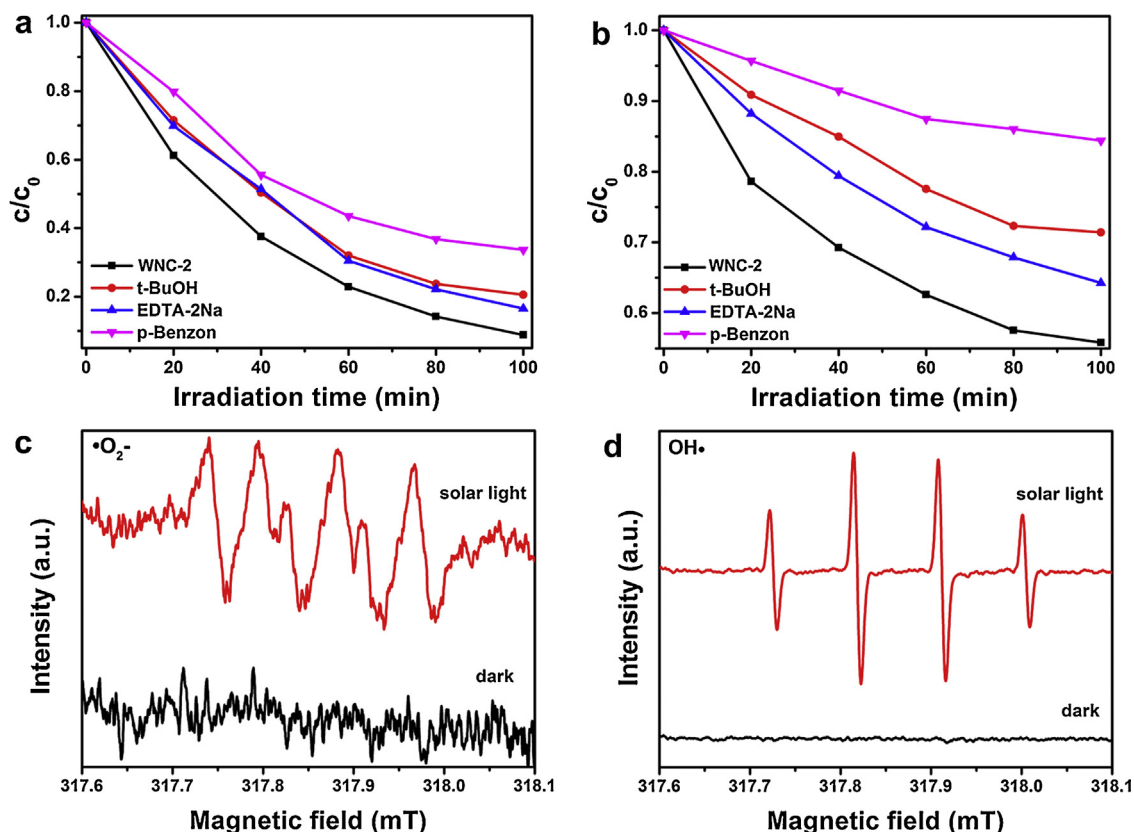 a
1.0
0.8
0.6
0.4
0.2
c/c₀
WNC-2
t-BuOH
EDTA-2Na
p-Benzon
0 20 40 60 80 100
Irradiation time (min)
b
1.0
0.9
0.8
0.7
0.6
c/c₀
WNC-2
t-BuOH
EDTA-2Na
p-Benzon
0 20 40 60 80 100
Irradiation time (min)
c
•O₂-
solar light
dark
Intensity (a.u.)
317.6 317.7 317.8 317.9 318.0 318.1
Magnetic field (mT)
d
OH•
solar light
dark
Intensity (a.u.)
317.6 317.7 317.8 317.9 318.0 318.1
Magnetic field (mT)